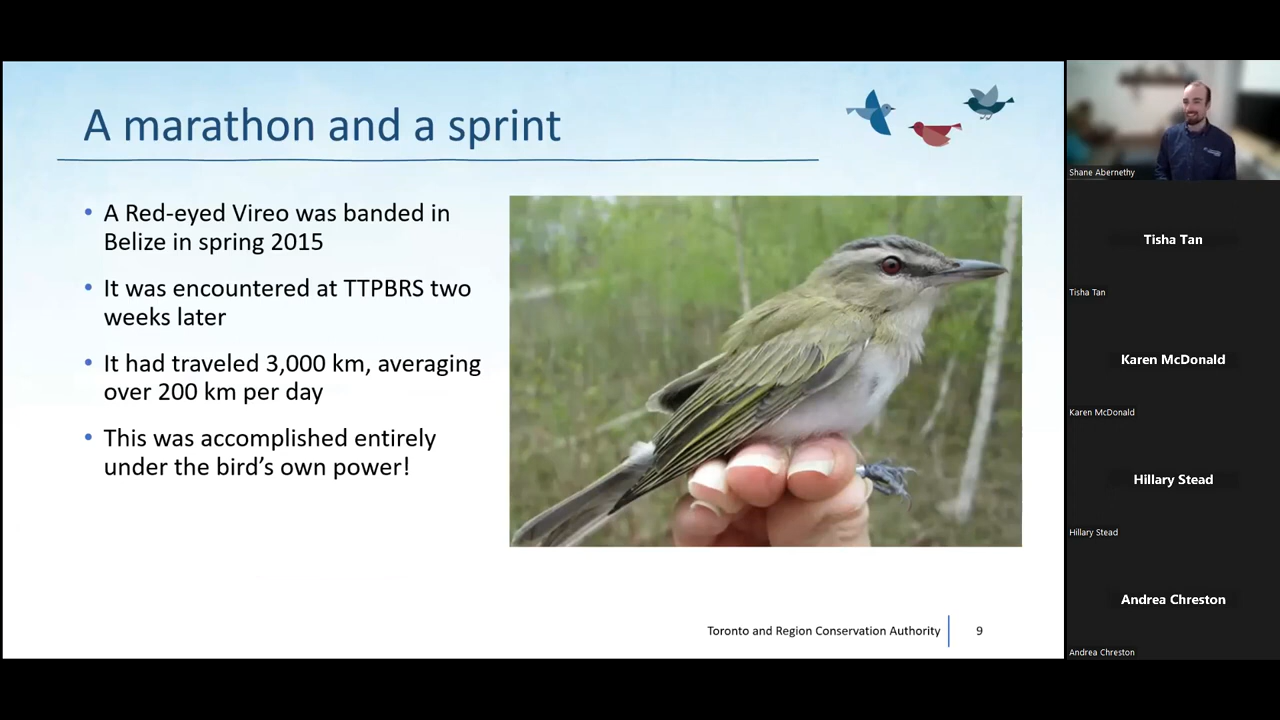 A marathon and a sprint
• A Red-eyed Vireo was banded in
Belize in spring 2015
• It was encountered at TTPBRS two
weeks later
• It had traveled 3,000 km, averaging
over 200 km per day
• This was accomplished entirely
under the bird’s own power!
Toronto and Region Conservation Authority
9
Shane Abernethy
Tisha Tan
Tisha Tan
Karen McDonald
Karen McDonald
Hillary Stead
Hillary Stead
Andrea Chreston
Andrea Chreston